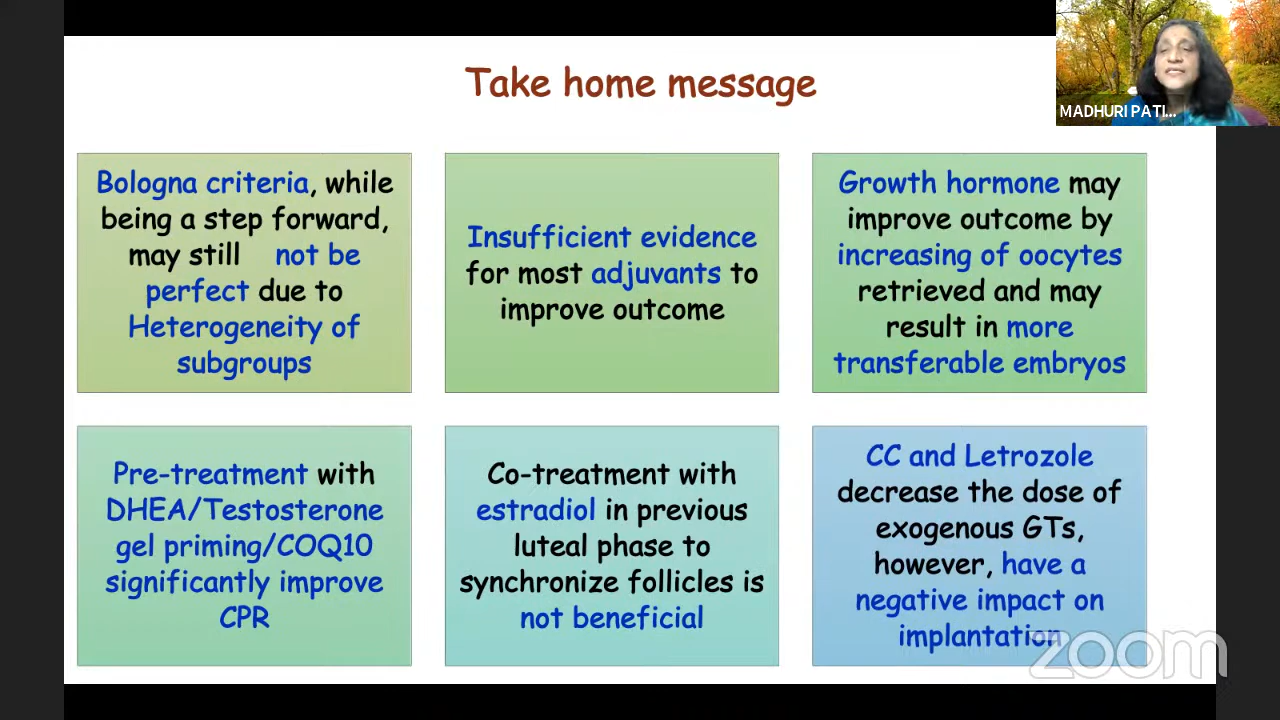 Take home message
MADHURI PATI...
Bologna criteria, while
being a step forward,
may still not be
perfect due to
Heterogeneity of
subgroups
Insufficient evidence
for most adjuvants to
improve outcome
Growth hormone may
improve outcome by
increasing of oocytes
retrieved and may
result in more
transferable embryos
Pre-treatment with
DHEA/Testosterone
gel priming/COQ10
significantly improve
CPR
Co-treatment with
estradiol in previous
luteal phase to
synchronize follicles is
not beneficial
CC and Letrozole
decrease the dose of
exogenous GTs,
however, have a
negative impact on
implantation
zoom